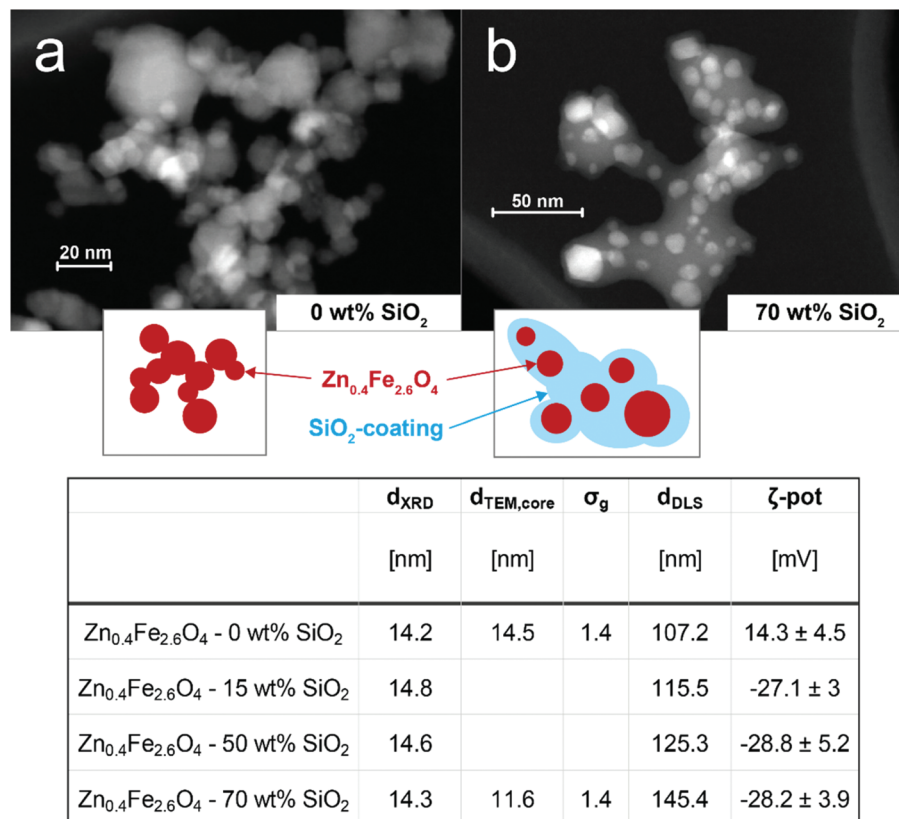 a
b
20 nm
50 nm
0 wt% SiO₂
70 wt% SiO₂
Zn₀.₄Fe₂.₆O₄
SiO₂-coating
d_XRD d_TEM,core σ_g d_DLS ζ-pot
[nm] [nm] [nm] [mV]
Zn₀.₄Fe₂.₆O₄ - 0 wt% SiO₂ 14.2 14.5 1.4 107.2 14.3 ± 4.5
Zn₀.₄Fe₂.₆O₄ - 15 wt% SiO₂ 14.8 115.5 -27.1 ± 3
Zn₀.₄Fe₂.₆O₄ - 50 wt% SiO₂ 14.6 125.3 -28.8 ± 5.2
Zn₀.₄Fe₂.₆O₄ - 70 wt% SiO₂ 14.3 11.6 1.4 145.4 -28.2 ± 3.9